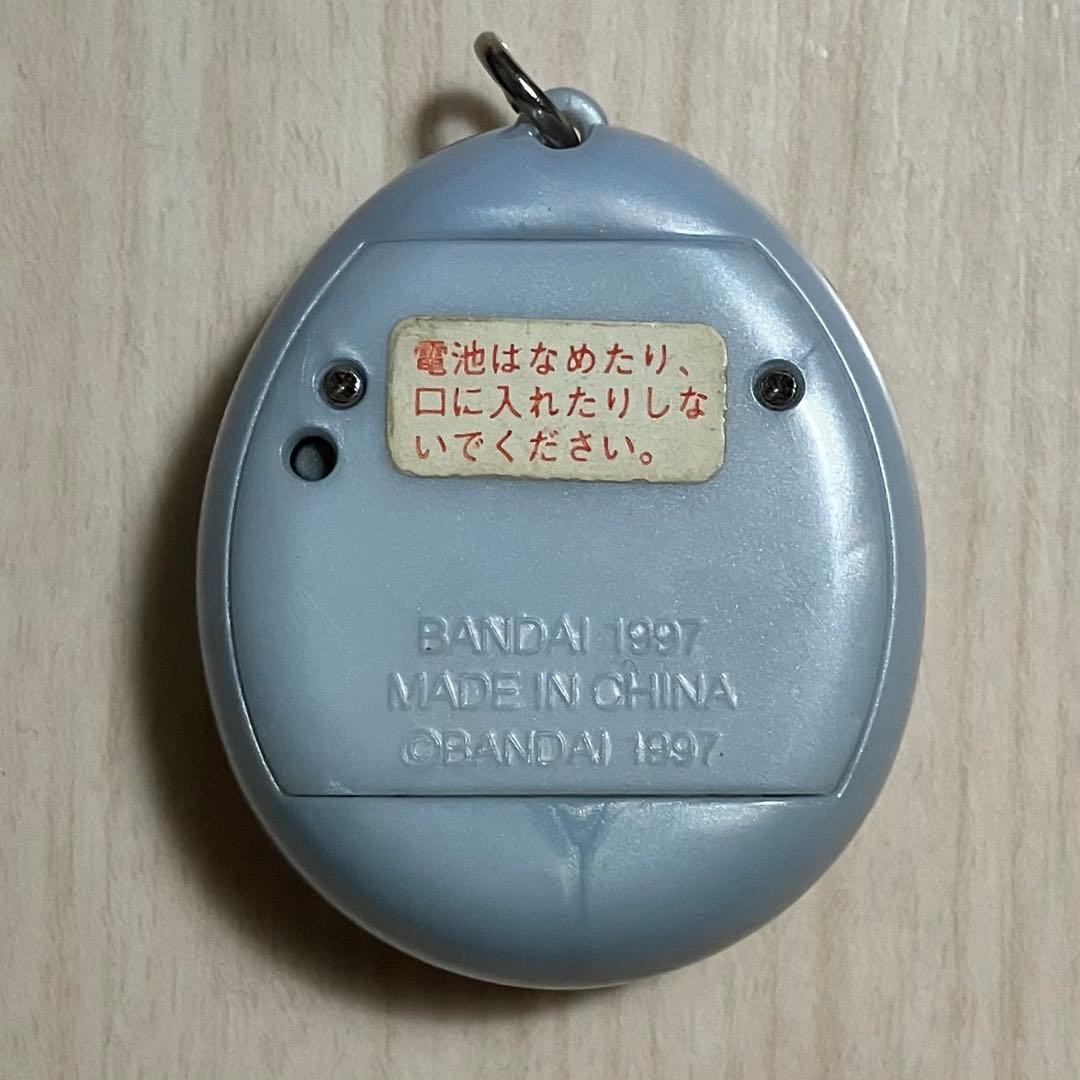 電池はなめたり、
口に入れたりしな
いでください。
BANDAI 1997
MADE IN CHINA
©BANDAI 1997